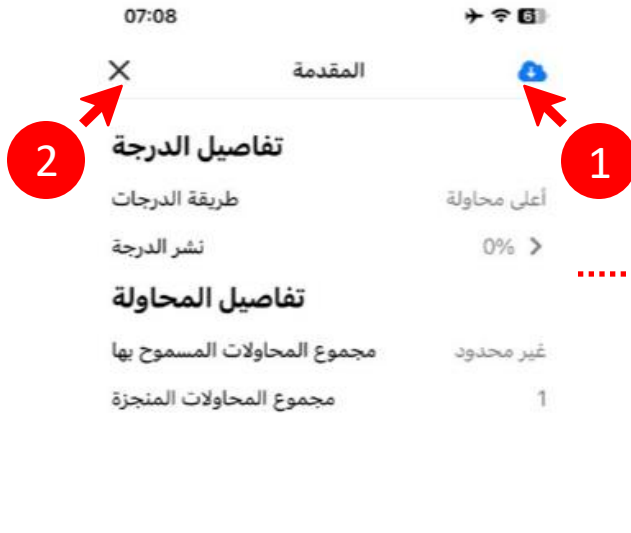 07:08 61
المقدمة
تفاصيل الدرجة
2
1
طريقة الدرجات أعلى محاولة
نشر الدرجة 0%
تفاصيل المحاولة
مجموع المحاولات المسموح بها غير محدود
مجموع المحاولات المنجزة 1